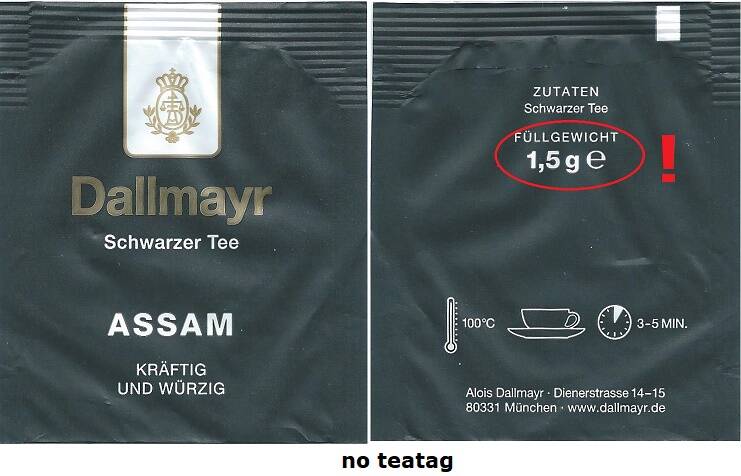 Dallmayr
Schwarzer Tee
ASSAM
KRÄFTIG
UND WÜRZIG
ZUTATEN
Schwarzer Tee
FÜLLGEWICHT
1,5 g ℮
!
100°C
3–5 MIN.
Alois Dallmayr · Dienerstrasse 14–15
80331 München · www.dallmayr.de
no teatag